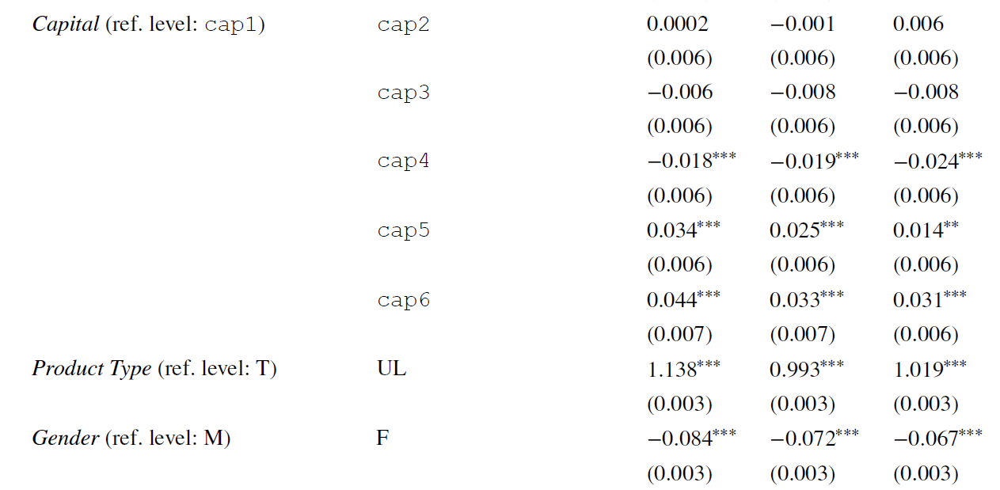 Capital (ref. level: cap1) cap2 0.0002 −0.001 0.006
(0.006) (0.006) (0.006)
cap3 −0.006 −0.008 −0.008
(0.006) (0.006) (0.006)
cap4 −0.018*** −0.019*** −0.024***
(0.006) (0.006) (0.006)
cap5 0.034*** 0.025*** 0.014**
(0.006) (0.006) (0.006)
cap6 0.044*** 0.033*** 0.031***
(0.007) (0.007) (0.006)
Product Type (ref. level: T) UL 1.138*** 0.993*** 1.019***
(0.003) (0.003) (0.003)
Gender (ref. level: M) F −0.084*** −0.072*** −0.067***
(0.003) (0.003) (0.003)